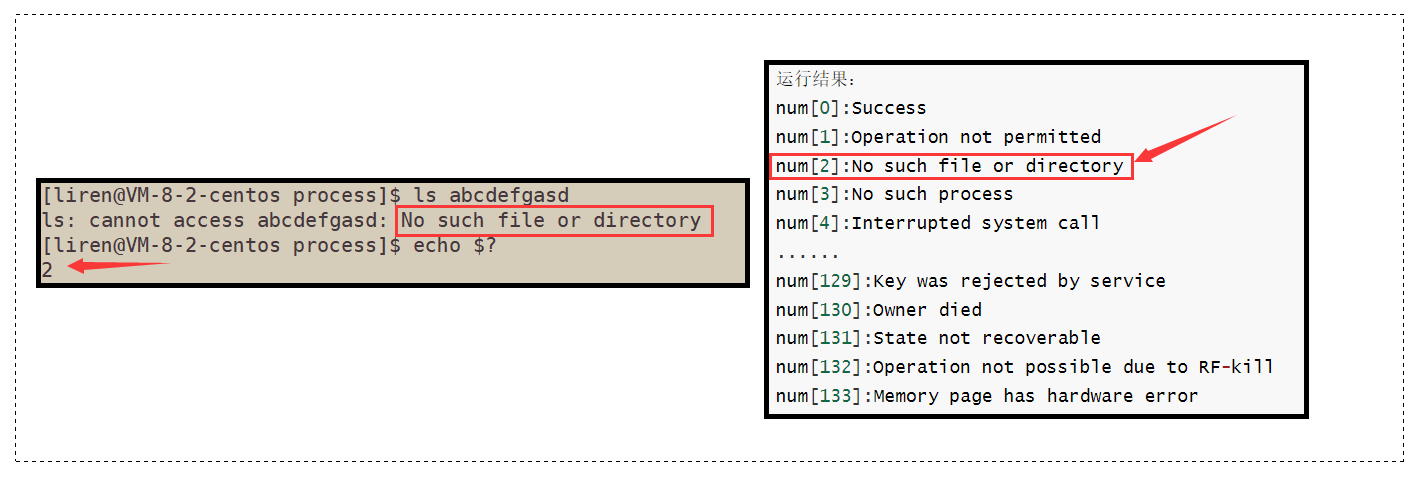 [liren@VM-8-2-centos process]$ ls abcdefgasd
ls: cannot access abcdefgasd: No such file or directory
[liren@VM-8-2-centos process]$ echo $?
2
运行结果：
num[0]:Success
num[1]:Operation not permitted
num[2]:No such file or directory
num[3]:No such process
num[4]:Interrupted system call
......
num[129]:Key was rejected by service
num[130]:Owner died
num[131]:State not recoverable
num[132]:Operation not possible due to RF-kill
num[133]:Memory page has hardware error